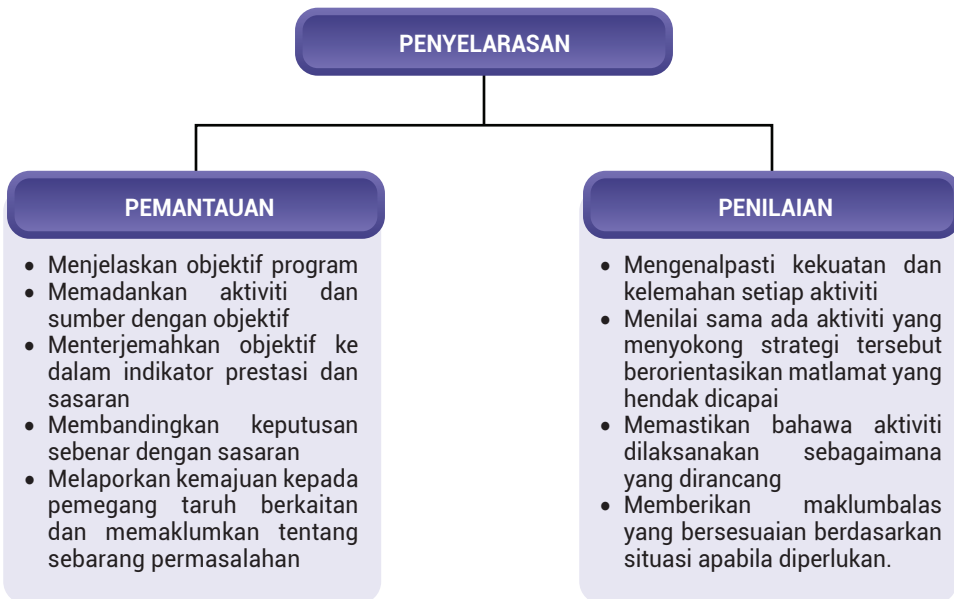 PENYELARASAN
PEMANTAUAN
• Menjelaskan objektif program
• Memadankan aktiviti dan
sumber dengan objektif
• Menterjemahkan objektif ke
dalam indikator prestasi dan
sasaran
• Membandingkan keputusan
sebenar dengan sasaran
• Melaporkan kemajuan kepada
pemegang taruh berkaitan
dan memaklumkan tentang
sebarang permasalahan
PENILAIAN
• Mengenalpasti kekuatan dan
kelemahan setiap aktiviti
• Menilai sama ada aktiviti yang
menyokong strategi tersebut
berorientasikan matlamat yang
hendak dicapai
• Memastikan bahawa aktiviti
dilaksanakan sebagaimana
yang dirancang
• Memberikan maklumbalas
yang bersesuaian berdasarkan
situasi apabila diperlukan.